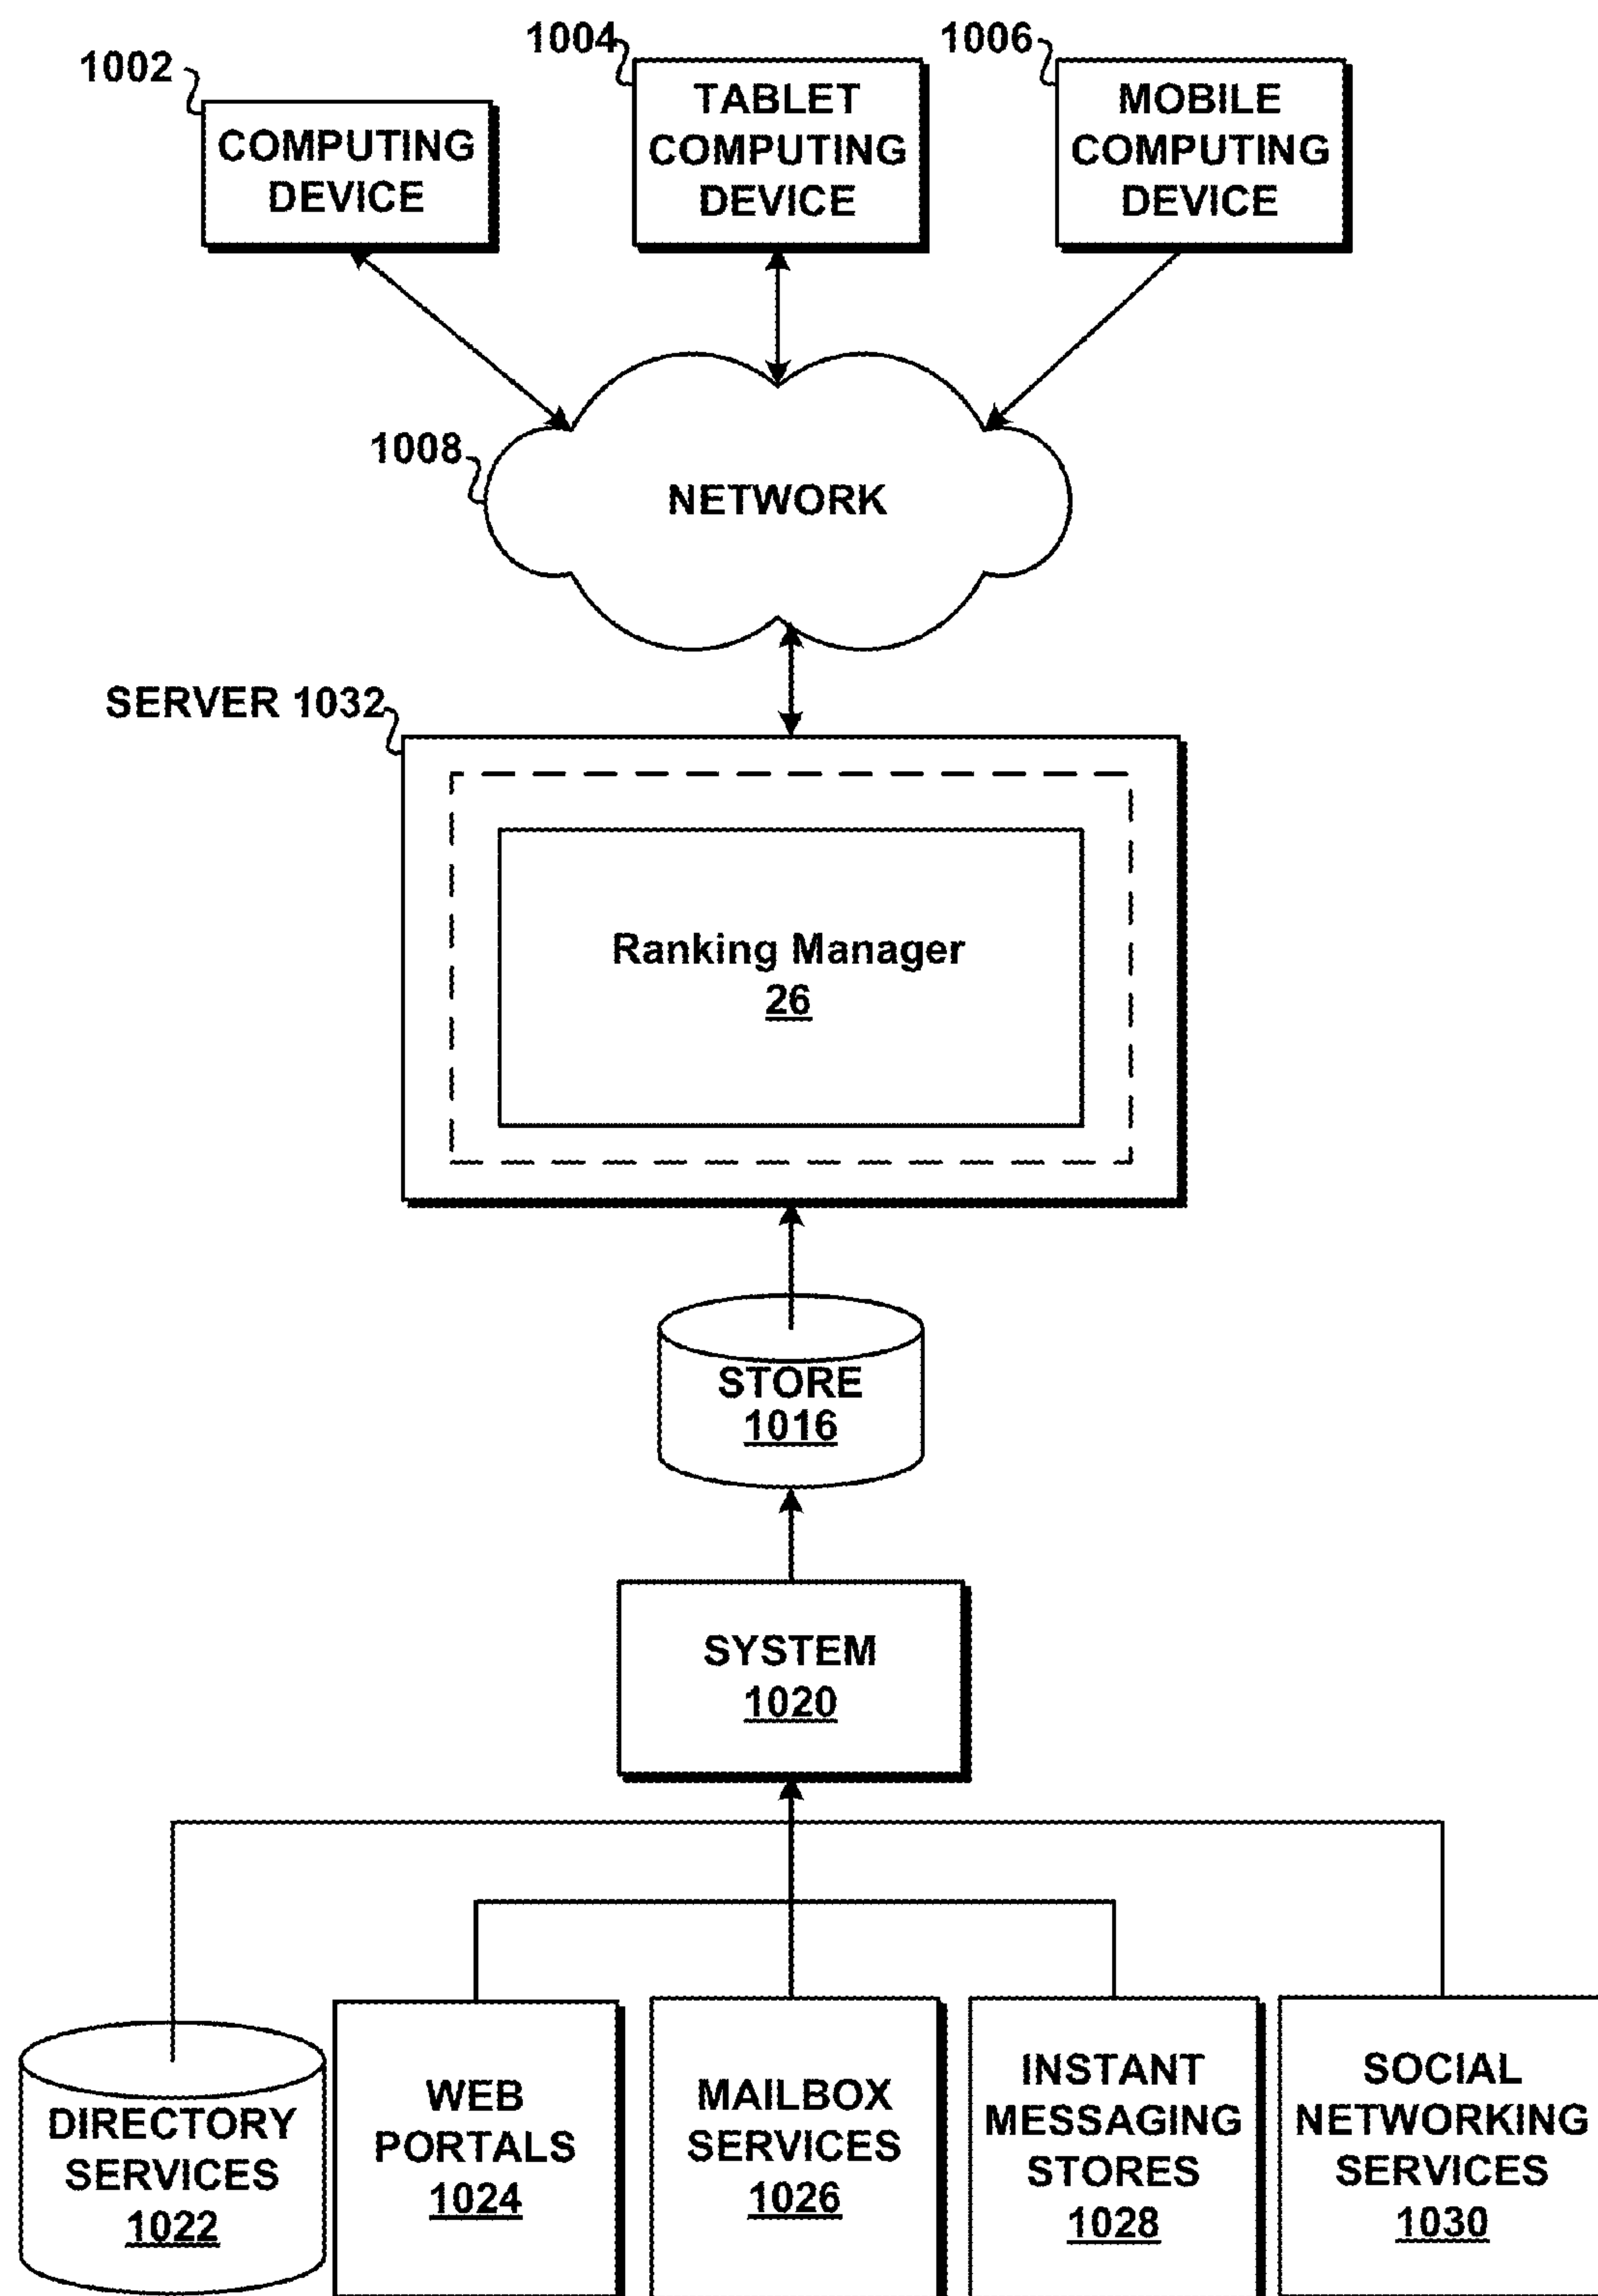 1002
COMPUTING
DEVICE
1004
TABLET
COMPUTING
DEVICE
1006
MOBILE
COMPUTING
DEVICE
1008
NETWORK
SERVER 1032
Ranking Manager
26
STORE
1016
SYSTEM
1020
DIRECTORY
SERVICES
1022
WEB
PORTALS
1024
MAILBOX
SERVICES
1026
INSTANT
MESSAGING
STORES
1028
SOCIAL
NETWORKING
SERVICES
1030